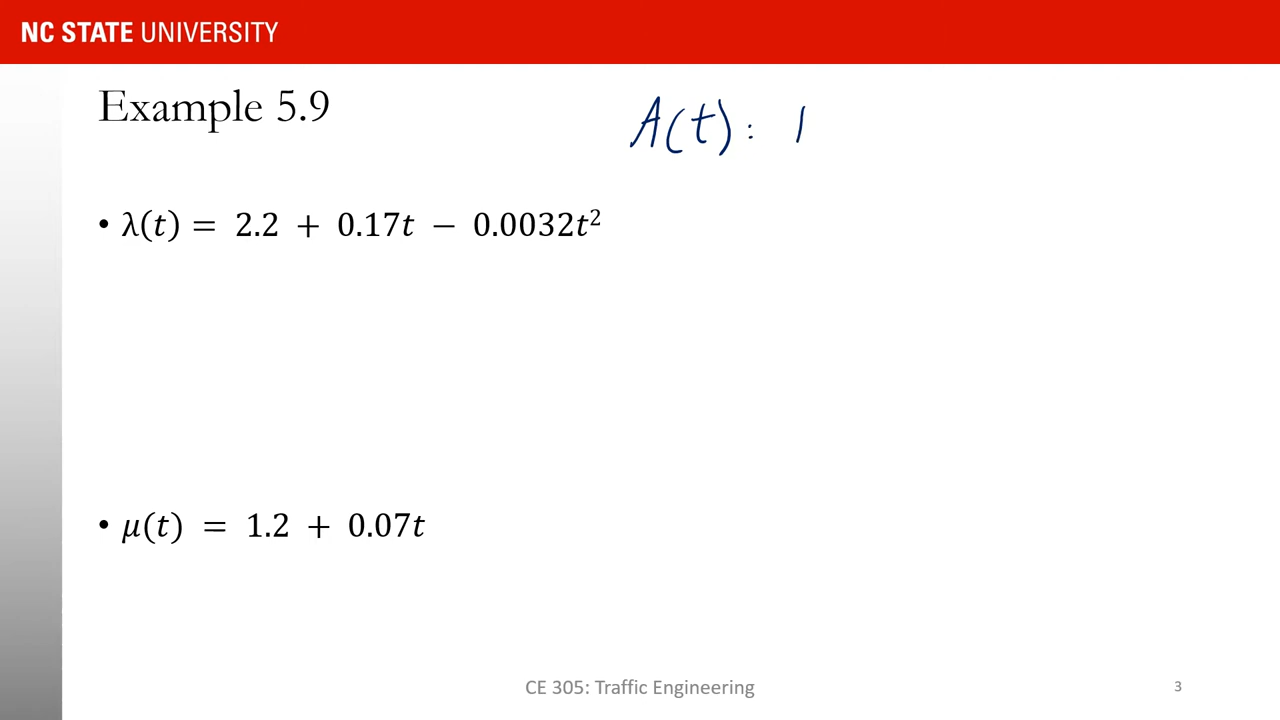 NC STATE UNIVERSITY
Example 5.9
A(t):
• λ(t) = 2.2 + 0.17t − 0.0032t²
• μ(t) = 1.2 + 0.07t
CE 305: Traffic Engineering
3